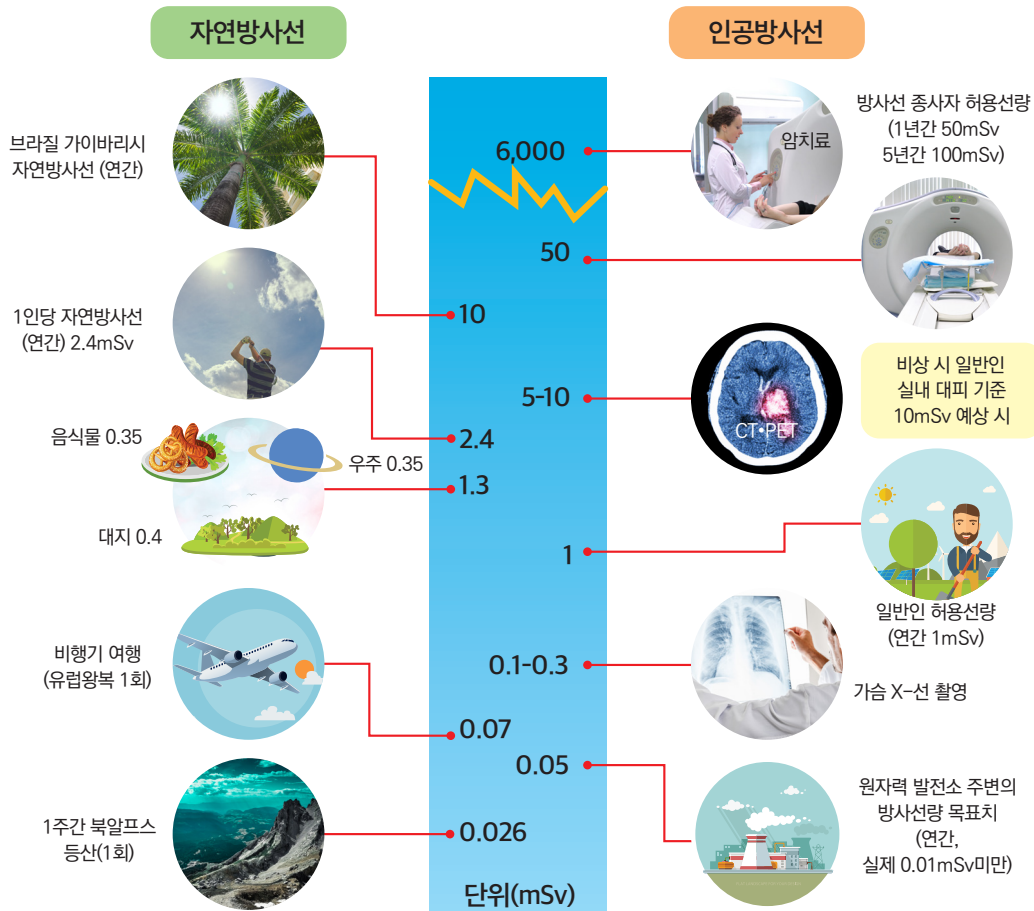 자연방사선
인공방사선
브라질 가이바리시
자연방사선 (연간)
1인당 자연방사선
(연간) 2.4mSv
음식물 0.35
우주 0.35
대지 0.4
비행기 여행
(유럽왕복 1회)
1주간 북알프스
등산(1회)
6,000
50
10
5-10
2.4
1.3
1
0.1-0.3
0.07
0.05
0.026
단위(mSv)
암치료
방사선 종사자 허용선량
(1년간 50mSv
5년간 100mSv)
CT•PET
비상 시 일반인
실내 대피 기준
10mSv 예상 시
일반인 허용선량
(연간 1mSv)
가슴 X-선 촬영
원자력 발전소 주변의
방사선량 목표치
(연간,
실제 0.01mSv미만)